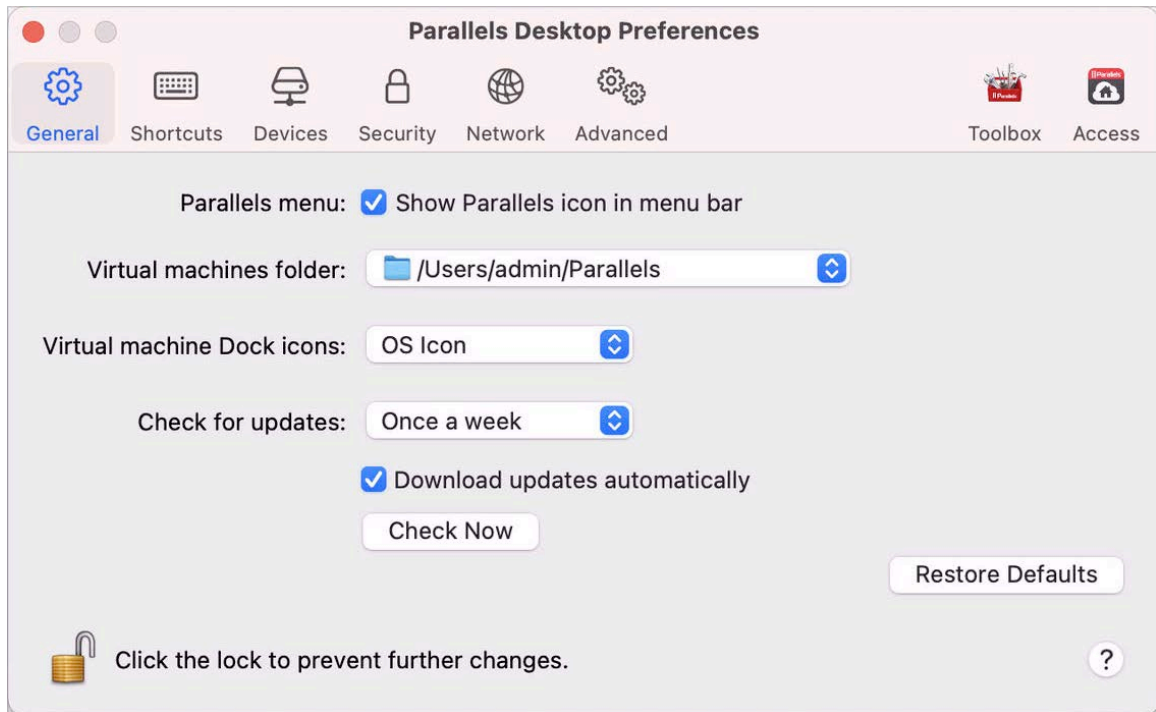 Parallels Desktop Preferences
General Shortcuts Devices Security Network Advanced Toolbox Access
Parallels menu: Show Parallels icon in menu bar
Virtual machines folder: /Users/admin/Parallels
Virtual machine Dock icons: OS Icon
Check for updates: Once a week
Download updates automatically
Check Now
Restore Defaults
Click the lock to prevent further changes. ?